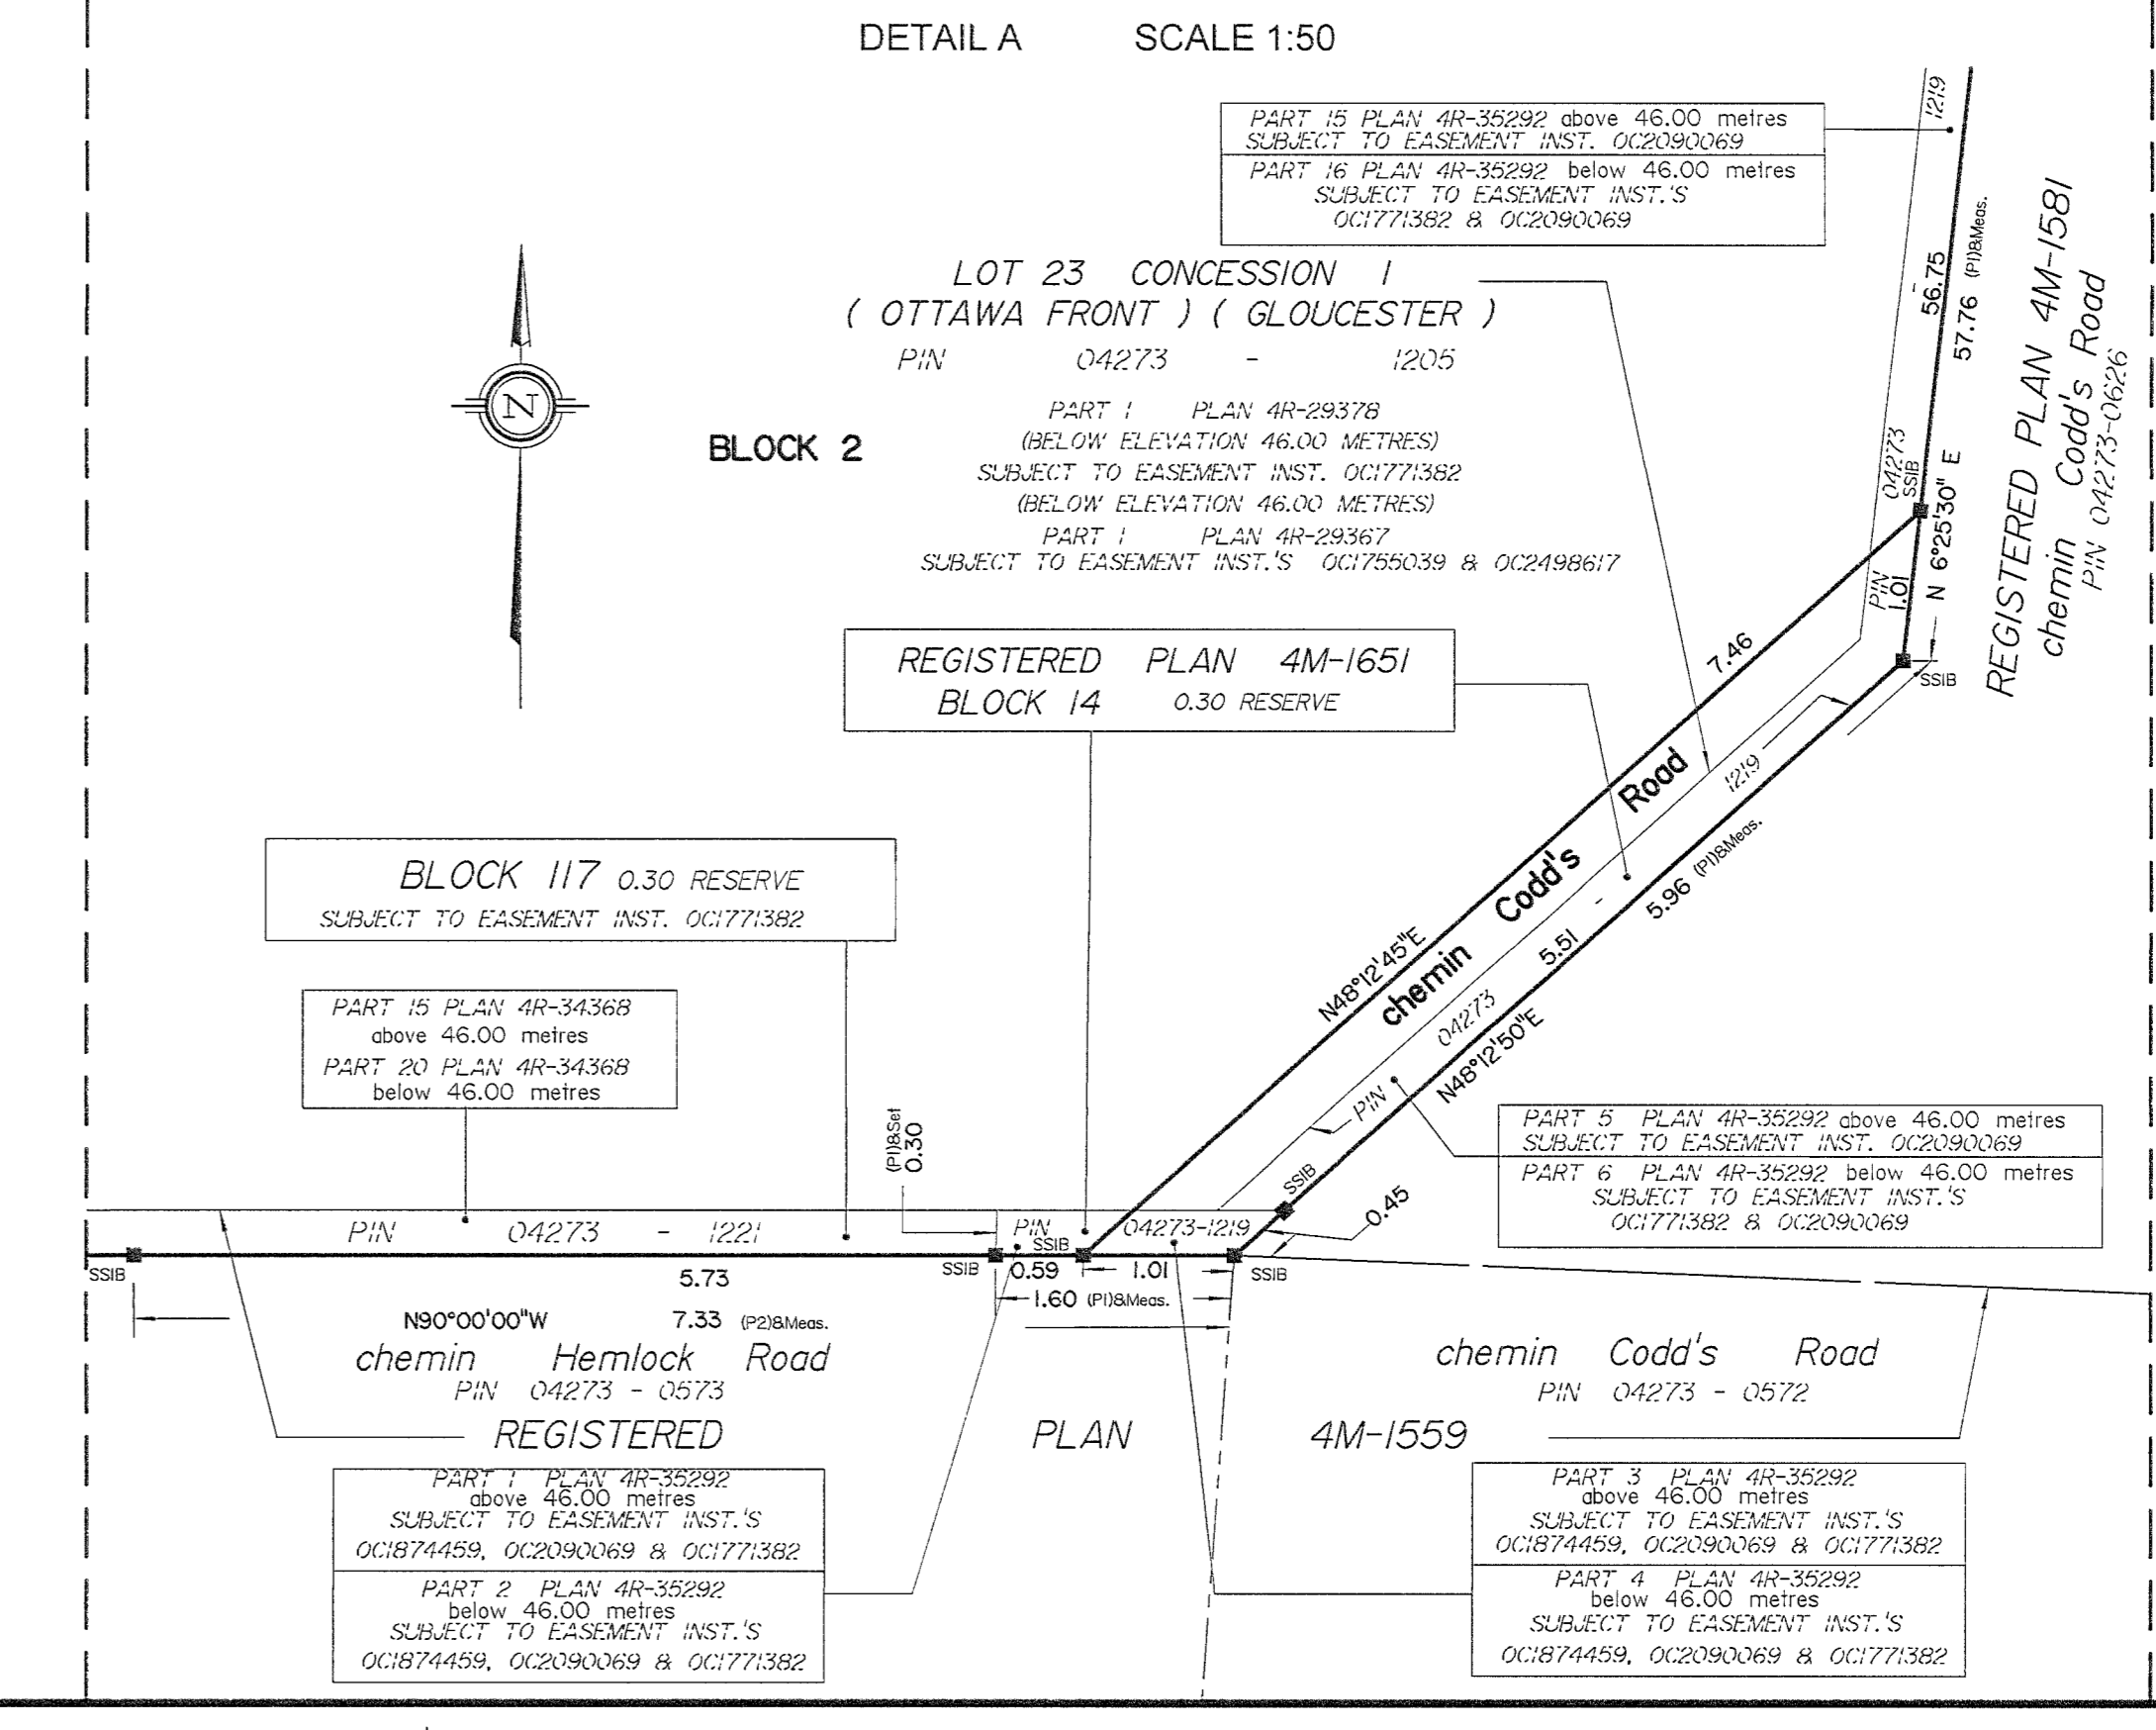 DETAIL A SCALE 1:50
PART 15 PLAN 4R-35292 above 46.00 metres
SUBJECT TO EASEMENT INST. OC2090069
PART 16 PLAN 4R-35292 below 46.00 metres
SUBJECT TO EASEMENT INST.'S
OC1771382 & OC2090069
1219
56.75
57.76 (P1)&Meas.
04273
SSIB
PIN
1.01
N 6°25'30" E
SSIB
REGISTERED PLAN 4M-1581
chemin Codd's Road
PIN 04273-0626
LOT 23 CONCESSION 1
( OTTAWA FRONT ) ( GLOUCESTER )
PIN 04273 - 1205
PART 1 PLAN 4R-29378
(BELOW ELEVATION 46.00 METRES)
SUBJECT TO EASEMENT INST. OC1771382
(BELOW ELEVATION 46.00 METRES)
PART 1 PLAN 4R-29367
SUBJECT TO EASEMENT INST.'S OC1755039 & OC2498617
N
BLOCK 2
REGISTERED PLAN 4M-1651
BLOCK 14 0.30 RESERVE
7.46
N48°12'45"E
chemin Codd's Road
PIN 04273 - 1219
5.51
5.96 (P1)&Meas.
N48°12'50"E
BLOCK 117 0.30 RESERVE
SUBJECT TO EASEMENT INST. OC1771382
PART 15 PLAN 4R-34368
above 46.00 metres
PART 20 PLAN 4R-34368
below 46.00 metres
(P1)&Set
0.30
PART 5 PLAN 4R-35292 above 46.00 metres
SUBJECT TO EASEMENT INST. OC2090069
PART 6 PLAN 4R-35292 below 46.00 metres
SUBJECT TO EASEMENT INST.'S
OC1771382 & OC2090069
SSIB
0.45
PIN 04273 - 1221
PIN 04273-1219
SSIB
SSIB
SSIB
SSIB
5.73
0.59
1.01
1.60 (P1)&Meas.
N90°00'00"W 7.33 (P2)&Meas.
chemin Hemlock Road
PIN 04273 - 0573
chemin Codd's Road
PIN 04273 - 0572
REGISTERED PLAN 4M-1559
PART 1 PLAN 4R-35292
above 46.00 metres
SUBJECT TO EASEMENT INST.'S
OC1874459, OC2090069 & OC1771382
PART 2 PLAN 4R-35292
below 46.00 metres
SUBJECT TO EASEMENT INST.'S
OC1874459, OC2090069 & OC1771382
PART 3 PLAN 4R-35292
above 46.00 metres
SUBJECT TO EASEMENT INST.'S
OC1874459, OC2090069 & OC1771382
PART 4 PLAN 4R-35292
below 46.00 metres
SUBJECT TO EASEMENT INST.'S
OC1874459, OC2090069 & OC1771382